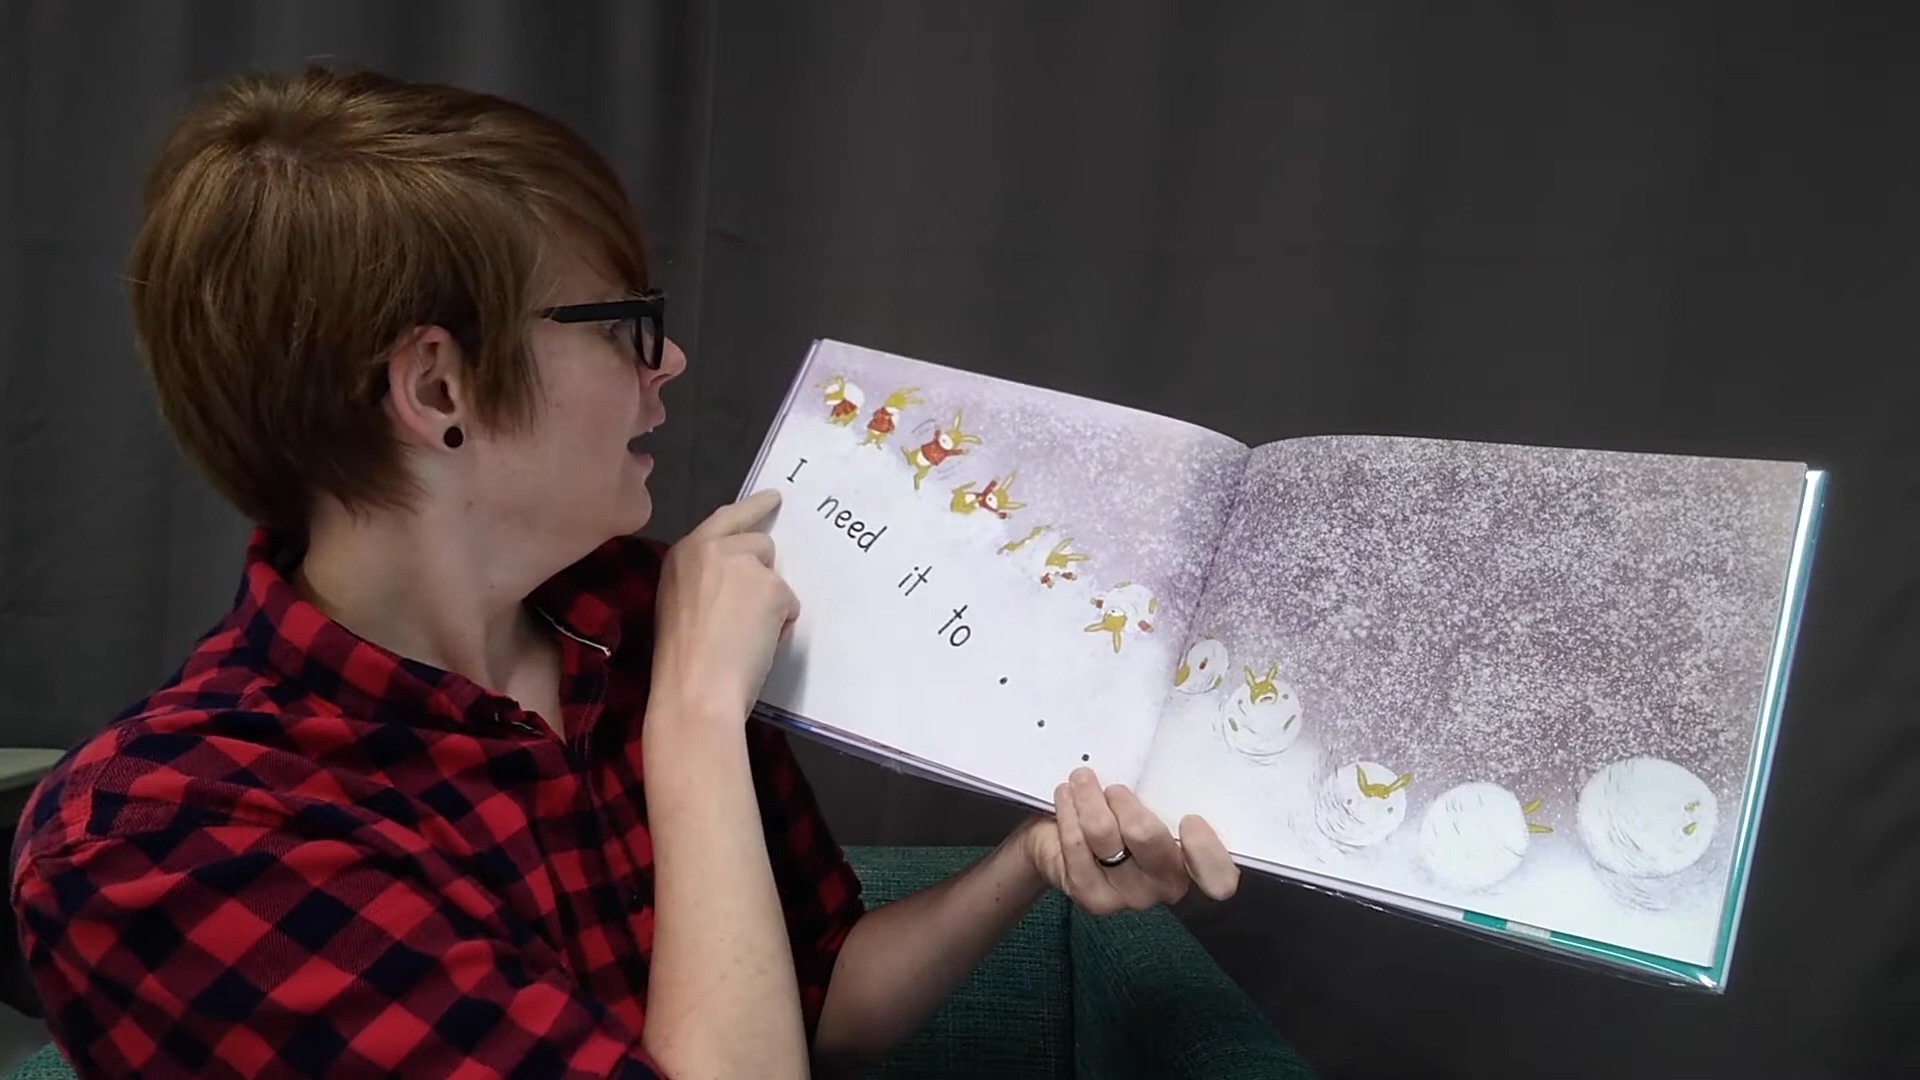 I need it to . . .